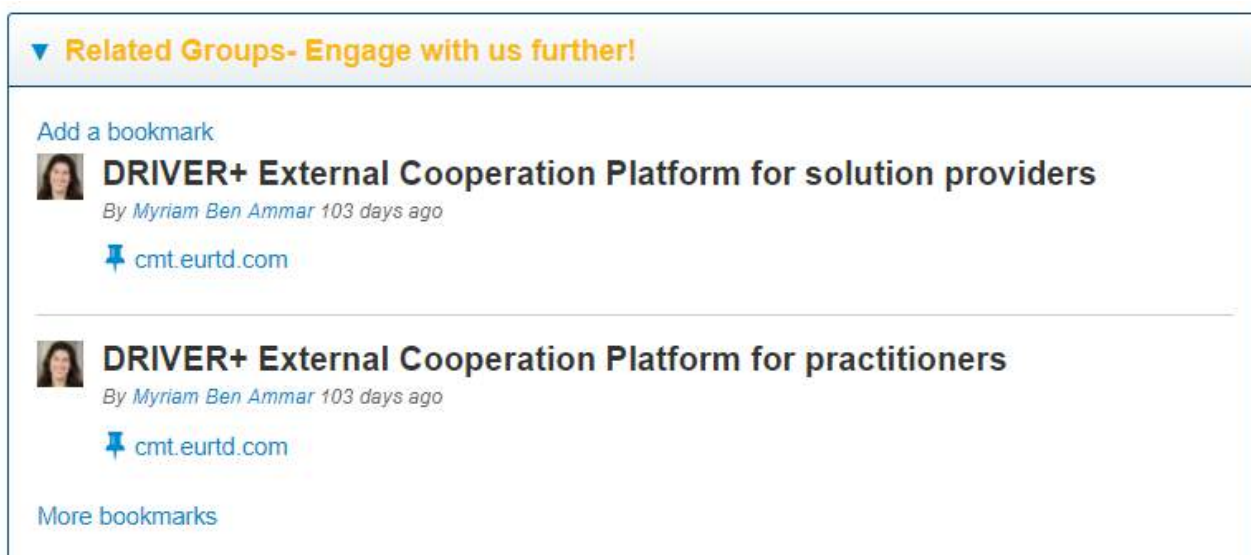 Related Groups- Engage with us further!
Add a bookmark
DRIVER+ External Cooperation Platform for solution providers
By Myriam Ben Ammar 103 days ago
cmt.eurtd.com
DRIVER+ External Cooperation Platform for practitioners
By Myriam Ben Ammar 103 days ago
cmt.eurtd.com
More bookmarks